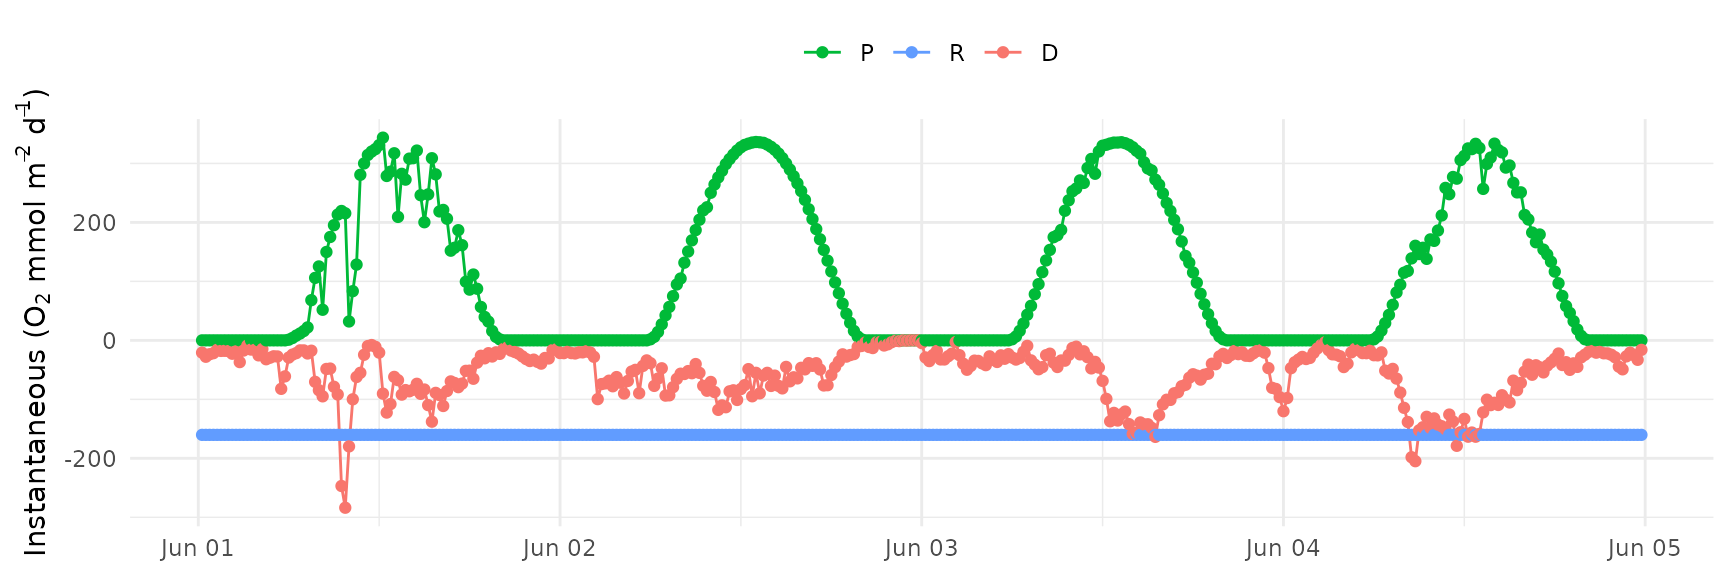 P R D
Instantaneous (O₂ mmol m⁻² d⁻¹)
200
0
-200
Jun 01 Jun 02 Jun 03 Jun 04 Jun 05